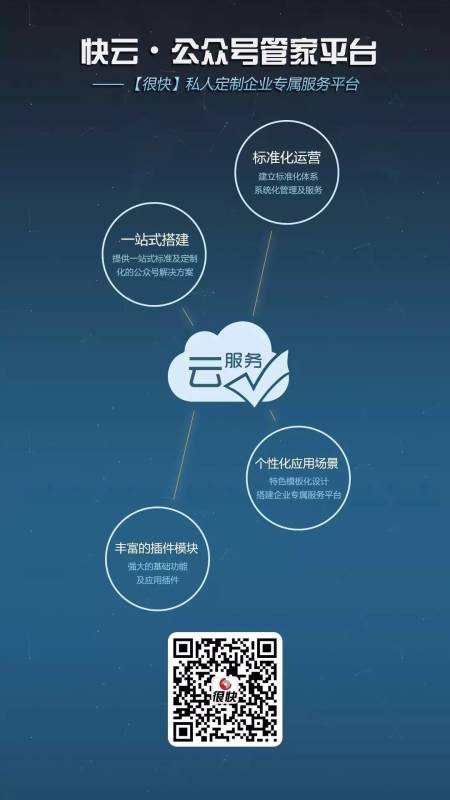 快云·公众号管家平台
——【很快】私人定制企业专属服务平台
标准化运营
建立标准化体系
系统化管理及服务
一站式搭建
提供一站式标准及定制
化的公众号解决方案
云服务
个性化应用场景
特色模板化设计
搭建企业专属服务平台
丰富的插件模块
强大的基础功能
及应用插件
很快